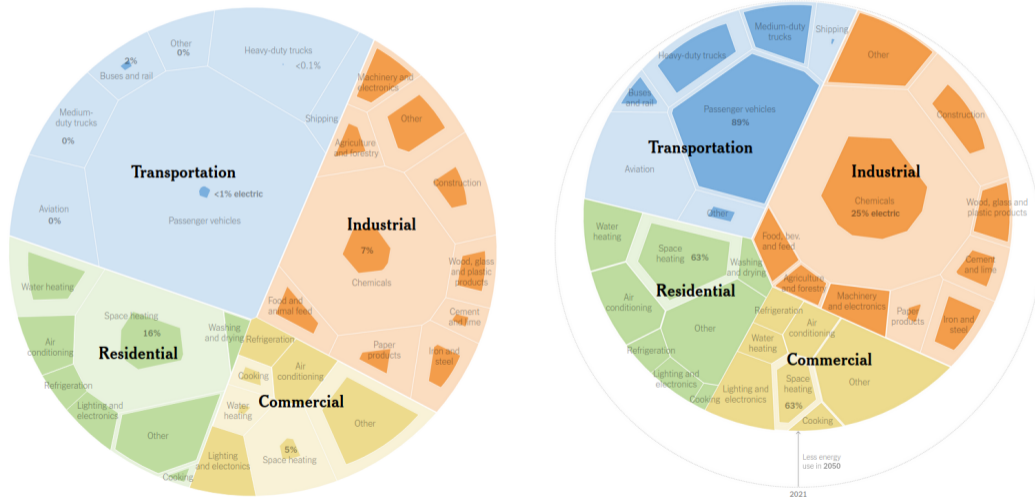 Other
0%
Heavy-duty trucks
<0.1%
2%
Buses and rail
Medium-
duty trucks
0%
Shipping
Transportation
<1% electric
Passenger vehicles
Aviation
0%
Machinery and
electronics
Other
Agriculture
and forestry
Construction
Industrial
7%
Chemicals
Wood, glass
and plastic
products
Food and
animal feed
Cement
and lime
Paper
products
Iron and
steel
Water heating
Space heating
16%
Washing
and drying
Air
conditioning
Residential
Refrigeration
Lighting and
electronics
Other
Cooking
Refrigeration
Cooking
Air
conditioning
Commercial
Water
heating
Other
5%
Space heating
Lighting
and electonics
Medium-duty
trucks
Shipping
Heavy-duty trucks
Buses
and rail
Passenger vehicles
89%
Transportation
Aviation
Other
Other
Construction
Industrial
Chemicals
25% electric
Wood, glass and
plastic products
Food, bev.
and feed
Cement
and lime
Agriculture
and forestry
Machinery
and electronics
Paper
products
Iron and
steel
Water
heating
Space
heating 63%
Washing
and drying
Residential
Air
conditioning
Other
Refrigeration
Lighting and
electronics
Cooking
Refrigeration
Air
conditioning
Water
heating
Commercial
Space
heating
63%
Other
Lighting and
electronics
Cooking
Less energy
use in 2050
2021